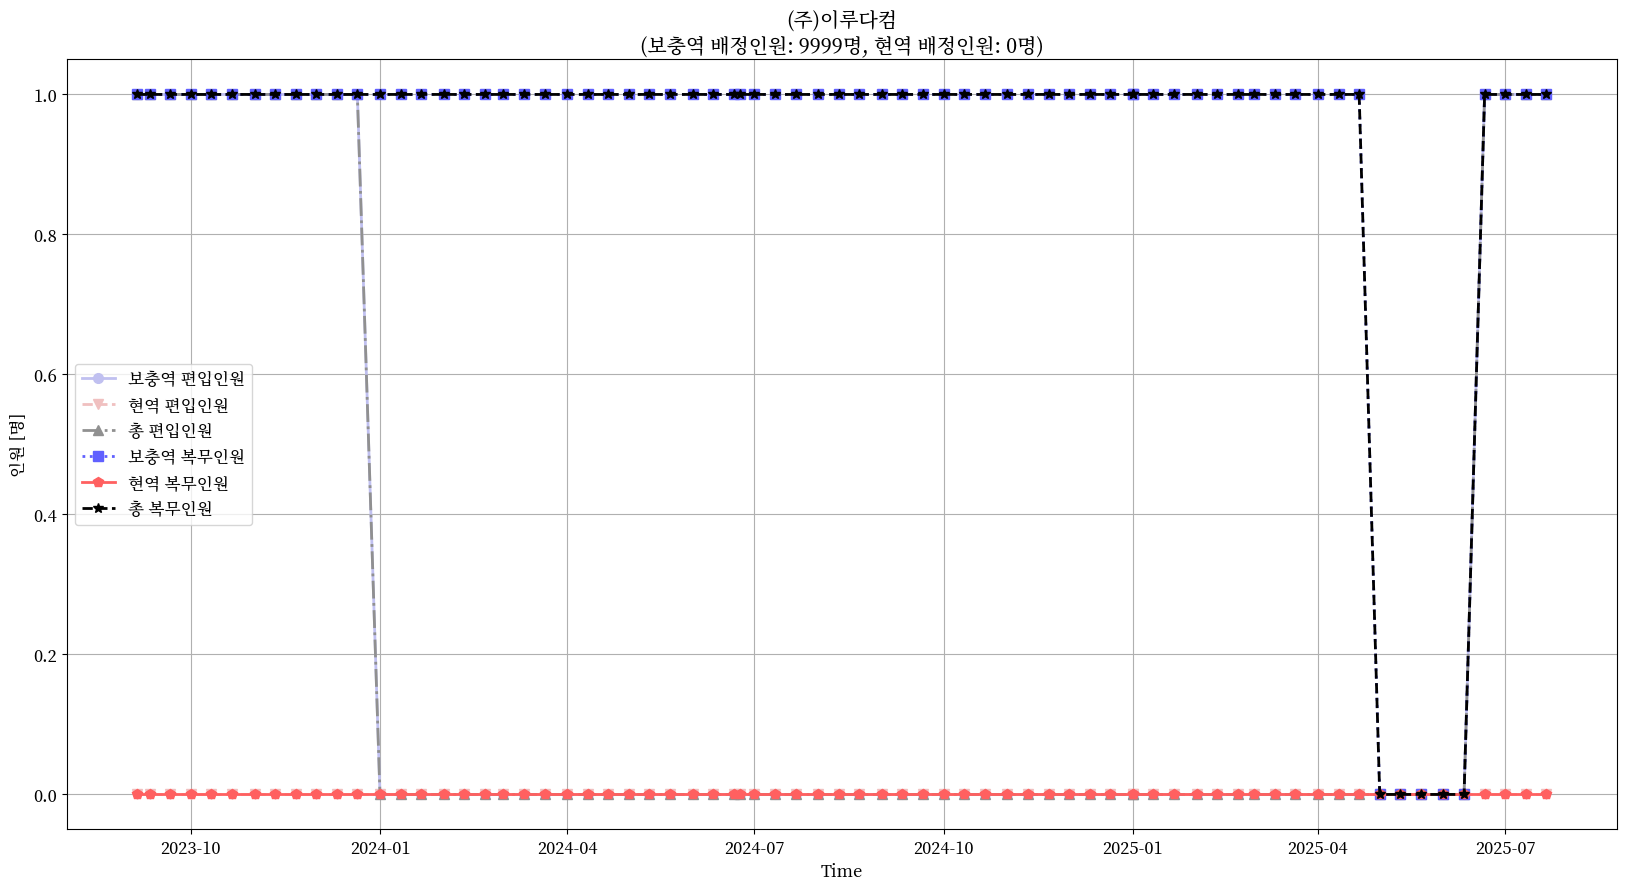 (주)이루다컴
(보충역 배정인원: 9999명, 현역 배정인원: 0명)
1.0
0.8
0.6
0.4
0.2
0.0
인원 [명]
보충역 편입인원
현역 편입인원
총 편입인원
보충역 복무인원
현역 복무인원
총 복무인원
2023-10
2024-01
2024-04
2024-07
2024-10
2025-01
2025-04
2025-07
Time